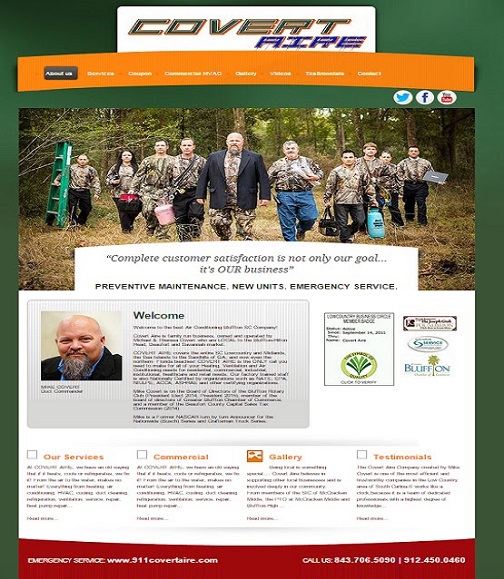 COVERT
AIRE
About us Services Coupon Commercial HVAC Gallery Videos Testimonials Contact
You
“Complete customer satisfaction is not only our goal...
it's OUR business”
PREVENTIVE MAINTENANCE. NEW UNITS. EMERGENCY SERVICE.
Welcome
Welcome to the best Air Conditioning Bluffton SC Company!
Covert Aire is family run business, owned and operated by
Michael & Theresa Covert who are LOCAL to the Bluffton/Hilton
Head, Beaufort and Savannah market.
COVERT AIRE covers the entire SC Lowcountry and Midlands,
the Sea Islands to the Sandhills of GA, and now even the
northern Florida beaches! COVERT AIRE is the ONLY call you
need to make for all of your Heating, Ventilation and Air
Conditioning needs for residential, commercial,
institutional, healthcare and retail needs. Our factory trained staff
is also Nationally Certified by organizations such as NATE, EPA,
ACCA, ASHRAE and other certifying organizations.
Mike Covert is on the Board of Directors of the Bluffton Rotary
Club (President Elect 2014, President 2015), member of the
board of directors of Greater Bluffton Chamber of Commerce,
and a member of the Beaufort County Capital Sales Tax
Commission (2014).
Mike is a Former NASCAR turn by turn Announcer for the
Nationwide (Busch) Series and Craftsman Truck Series.
MIKE COVERT
Duct Commander
LOWCOUNTRY BUSINESS CIRCLE
MEMBER BADGE
Status: Active
Since: September 14, 2011
Name: Covert Aire
CLICK TO VERIFY
FOUNDATION
SERVICE
BLUFFTON
Our Services
At COVERT AIRE, we have an old saying
that if it heats, cools or refrigerates, we
fix it! From the air to the water, makes no
matter! Everything from heating, air
conditioning, HVAC, cooling, duct cleaning,
refrigeration, ventilation, service, repair,
heat pump repair...
Read more...
Commercial
At COVERT AIRE, we have an old saying
that if it heats, cools or refrigerates, we
fix it! From the air to the water, makes no
matter! Everything from heating, air
conditioning, HVAC, cooling, duct cleaning,
refrigeration, ventilation, service, repair,
heat pump repair...
Read more...
Gallery
Being local is something
special.... Covert Aire believes in
supporting other local businesses and is
involved deeply in our community.
From members of the SIC of McCracken
Middle, the PTO at McCracken Middle and
Bluffton High ...
Read more...
Testimonials
The Covert Aire Company created by Mike
Covert is one of the most efficient and
trustworthy companies in the Low Country
area of South Carolina. It works like a
clock, because it is a team of dedicated
professionals with a highest degree of
knowledge...
Read more...
EMERGENCY SERVICE: www.911covertaire.com CALL US: 843.706.5090 | 912.450.0460